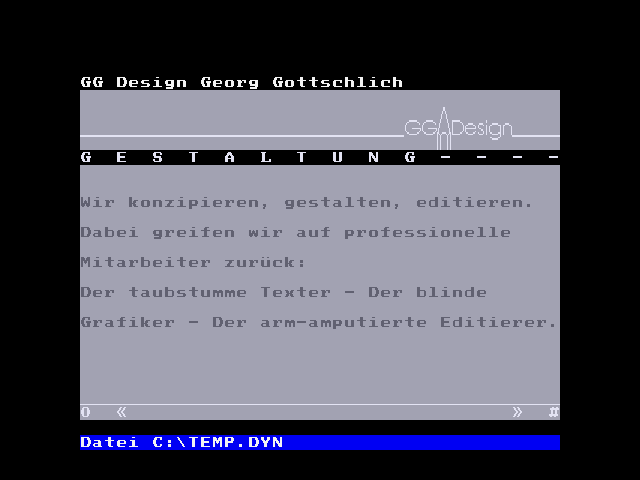 GG Design Georg Gottschlich
GG Design
G E S T A L T U N G - - - -
Wir konzipieren, gestalten, editieren.
Dabei greifen wir auf professionelle
Mitarbeiter zurück:
Der taubstumme Texter - Der blinde
Grafiker - Der arm-amputierte Editierer.
0 « » #
Datei C:\TEMP.DYN